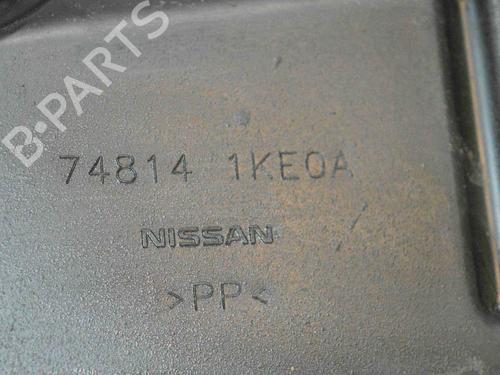 B-PARTS
74814 1KE0A
NISSAN
>PP<